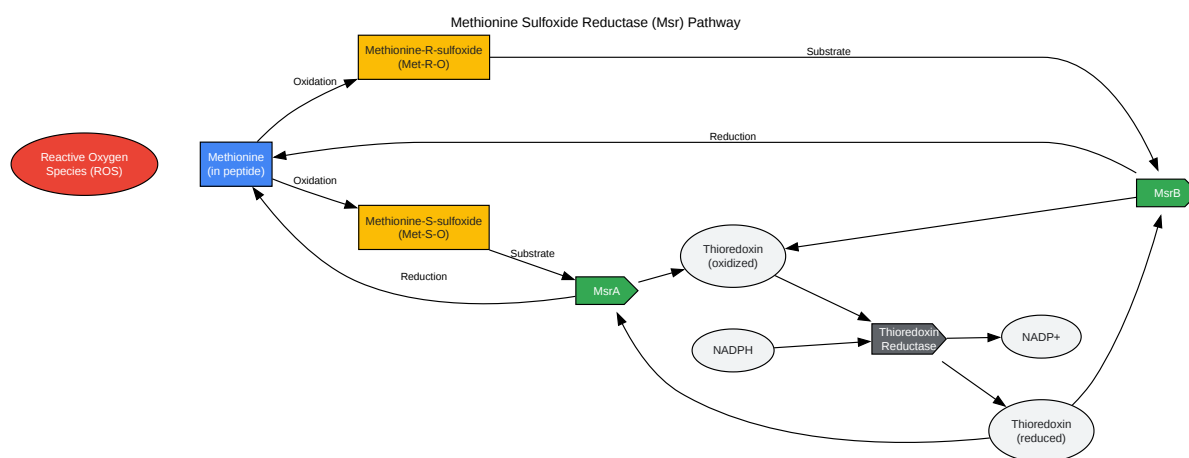 Methionine Sulfoxide Reductase (Msr) Pathway
Methionine-R-sulfoxide
(Met-R-O)
Substrate
Oxidation
Reactive Oxygen
Species (ROS)
Methionine
(in peptide)
Reduction
Oxidation
MsrB
Methionine-S-sulfoxide
(Met-S-O)
Substrate
Thioredoxin
(oxidized)
Reduction
MsrA
NADPH
Thioredoxin
Reductase
NADP+
Thioredoxin
(reduced)